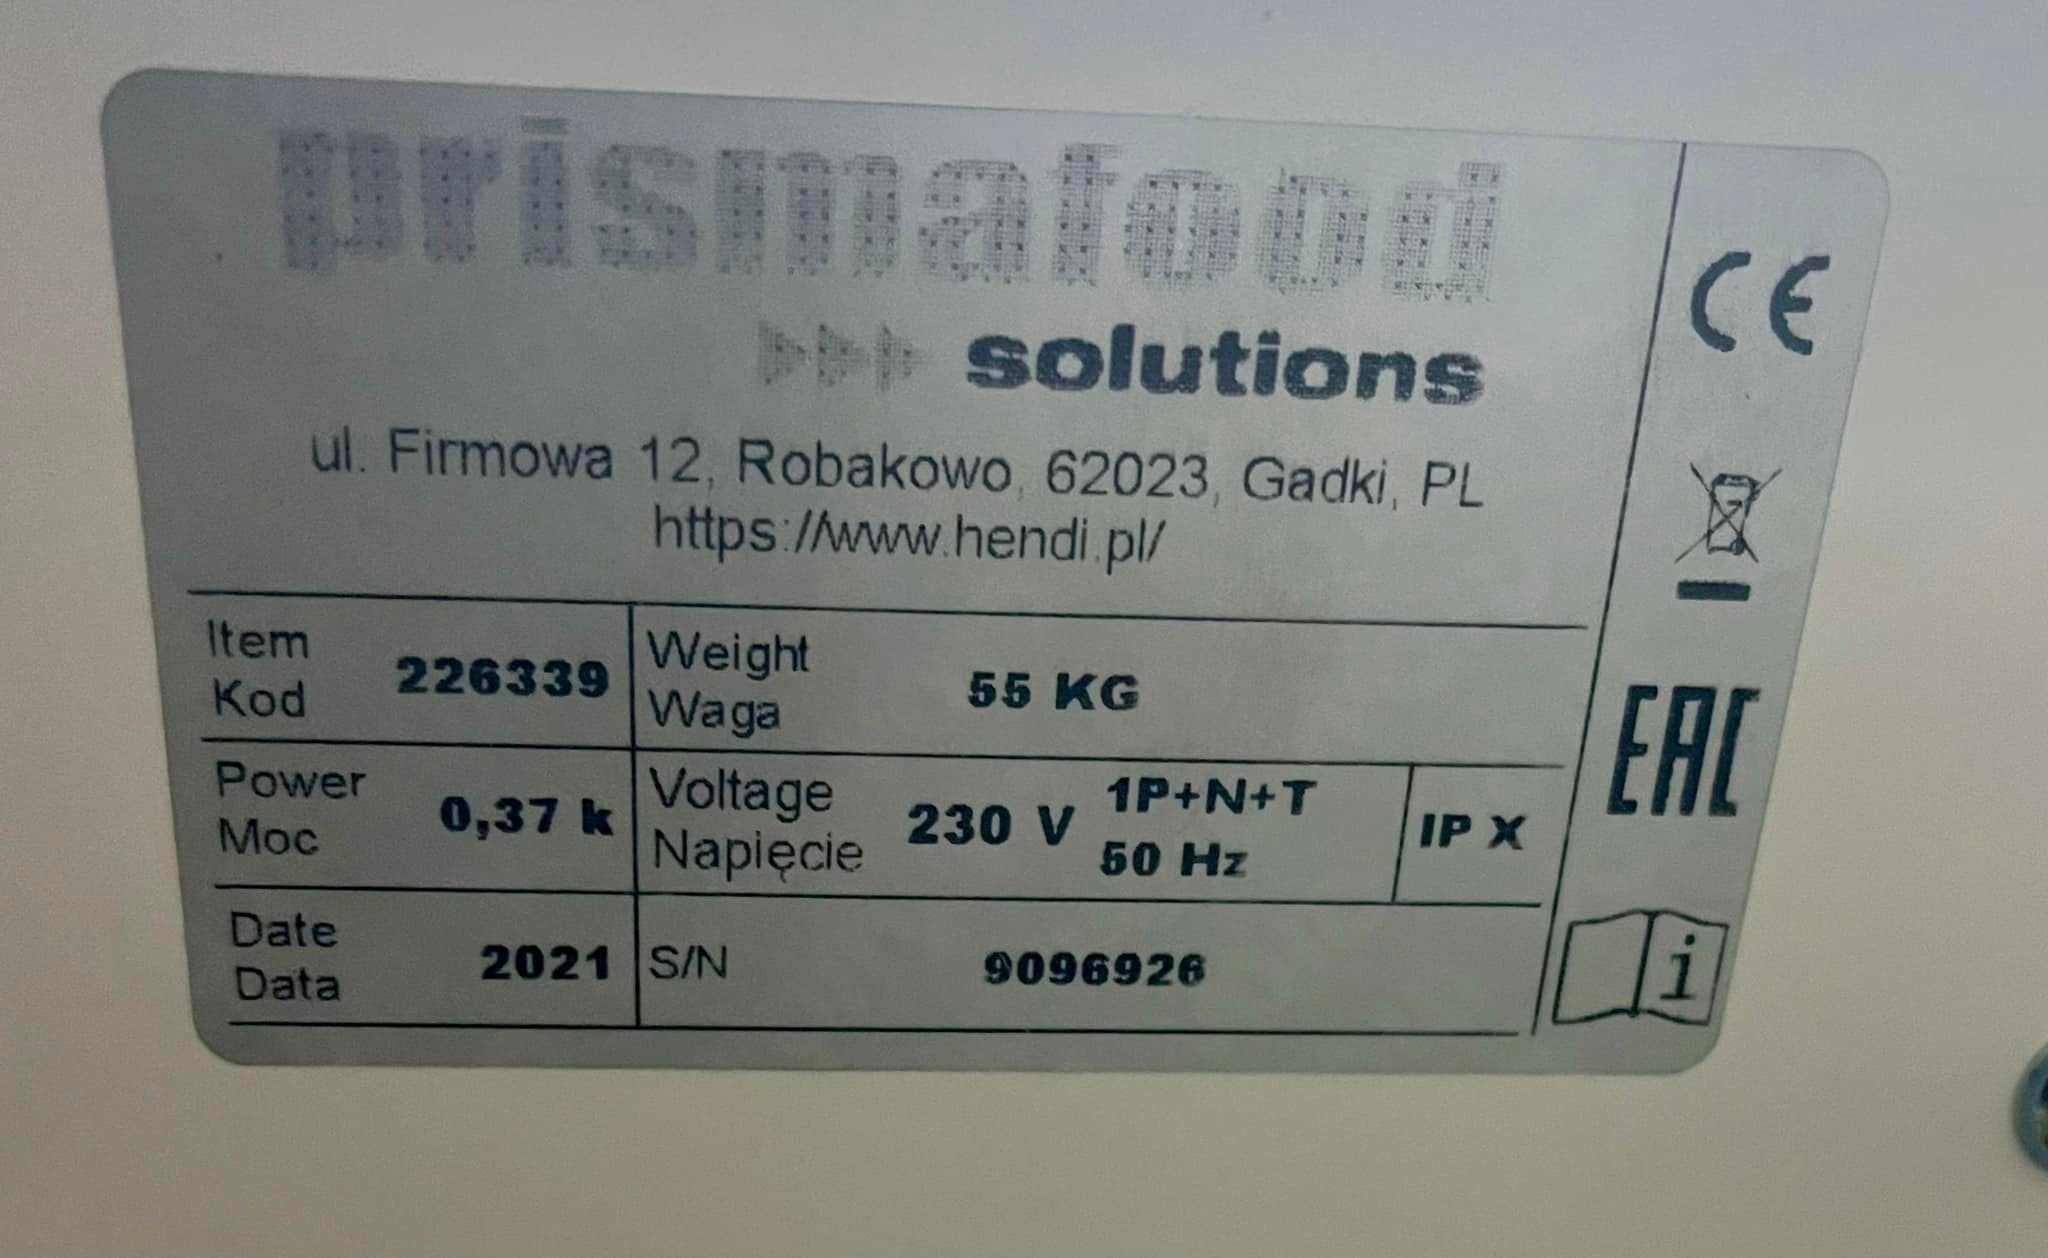 prismafood
solutions
ul. Firmowa 12, Robakowo, 62023, Gadki, PL
https://www.hendi.pl/
Item
Kod
226339
Weight
Waga
55 KG
Power
Moc
0,37 k
Voltage
Napięcie
230 V
1P+N+T
50 Hz
IP X
Date
Data
2021
S/N
9096926
CE
EAC
i